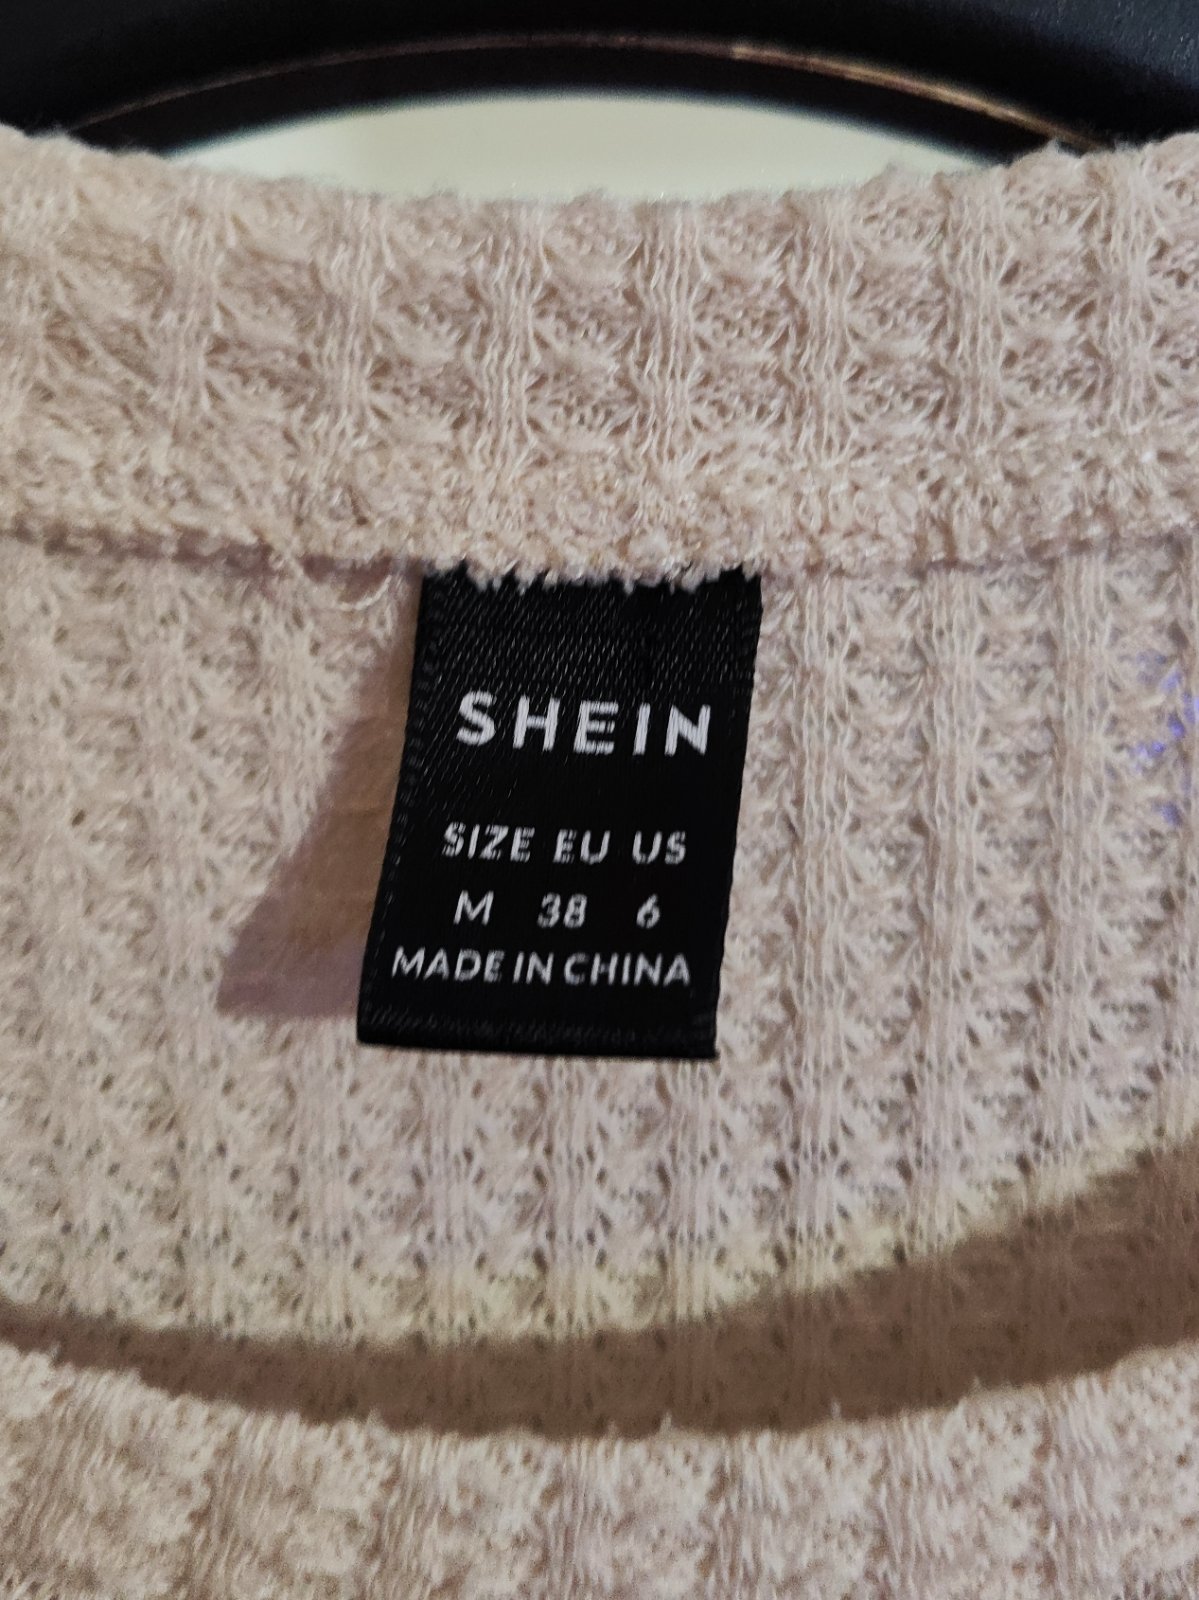 SHEIN
SIZE EU US
M 38 6
MADE IN CHINA